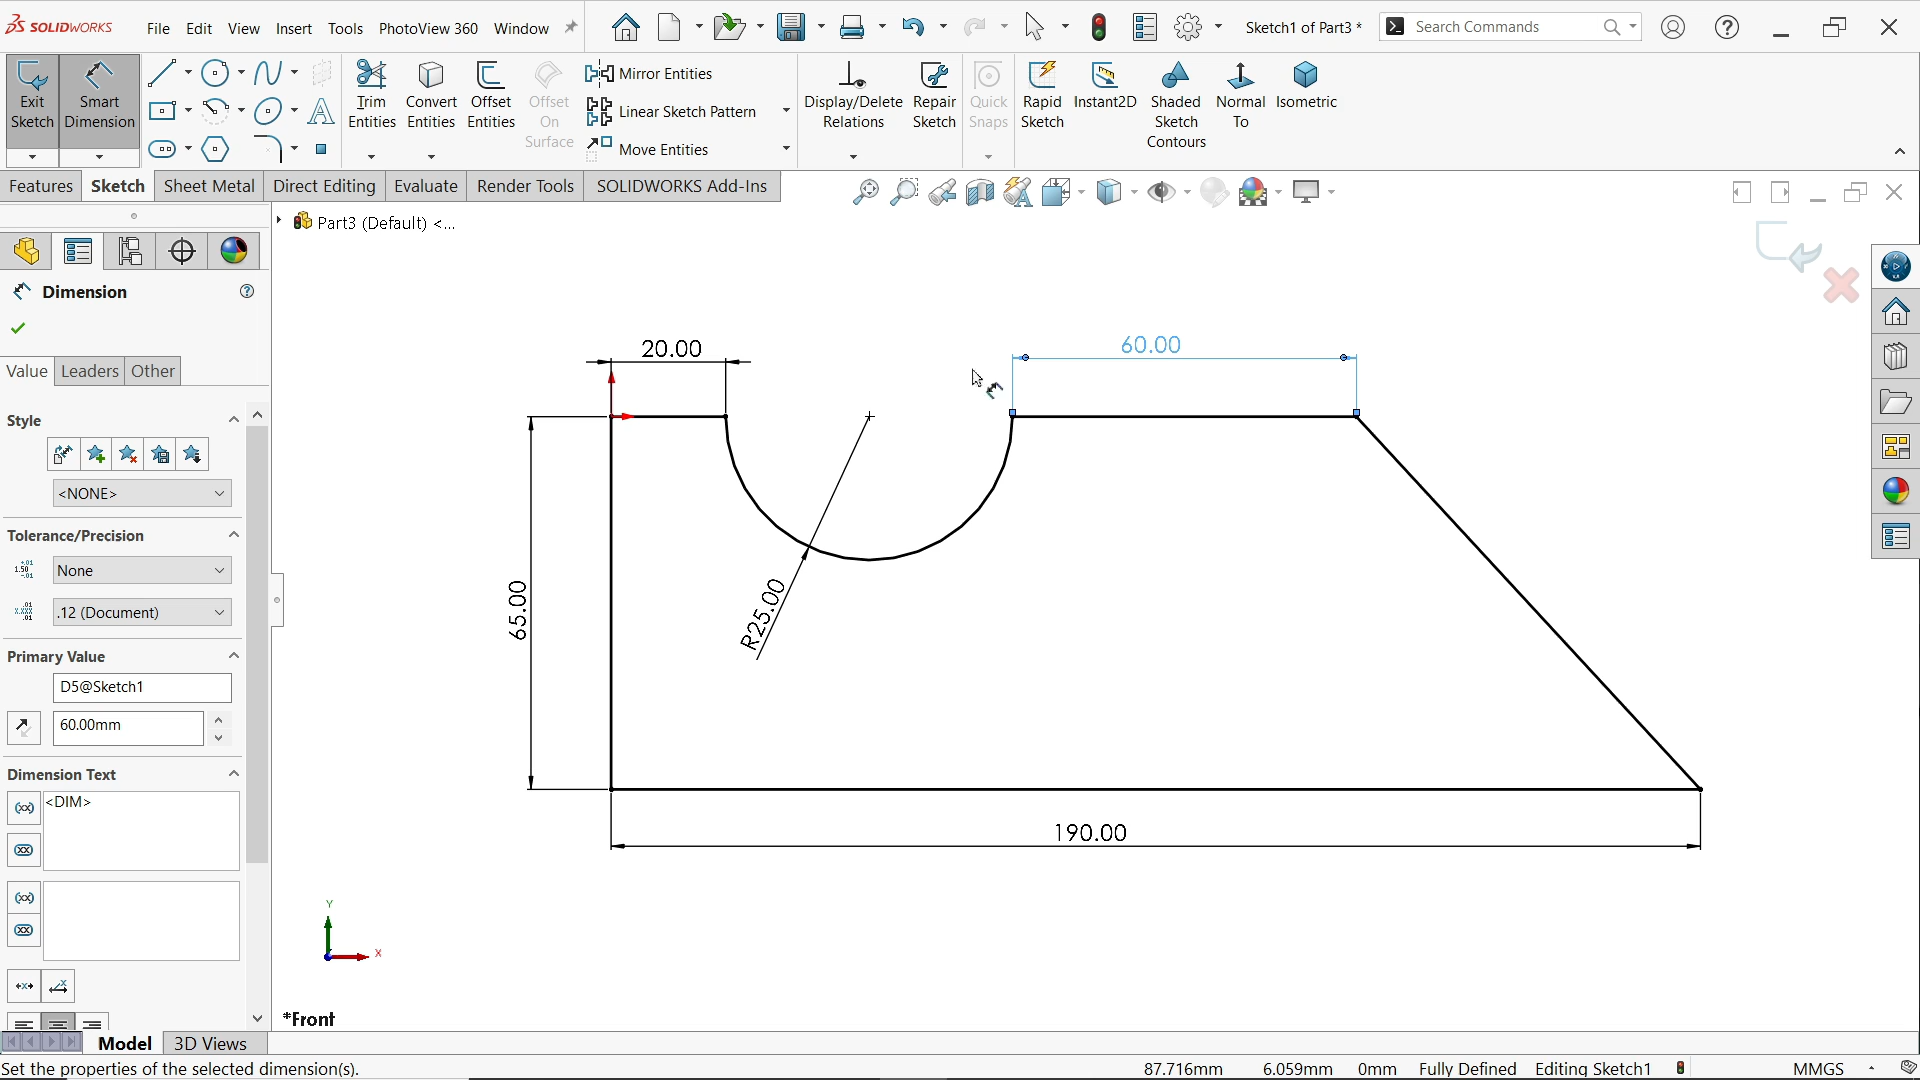 SOLIDWORKS File Edit View Insert Tools PhotoView 360 Window Sketch1 of Part3 * Search Commands
Exit Sketch
Smart Dimension
Trim Entities
Convert Entities
Offset Entities
Offset On Surface
Mirror Entities
Linear Sketch Pattern
Move Entities
Display/Delete Relations
Repair Sketch
Quick Snaps
Rapid Sketch
Instant2D
Shaded Sketch Contours
Normal To
Isometric
Features Sketch Sheet Metal Direct Editing Evaluate Render Tools SOLIDWORKS Add-Ins
Part3 (Default) <...
Dimension
Value Leaders Other
Style
<NONE>
Tolerance/Precision
None
.12 (Document)
Primary Value
D5@Sketch1
60.00mm
Dimension Text
<DIM>
20.00
60.00
65.00
R25.00
190.00
Y
X
*Front
Model 3D Views
Set the properties of the selected dimension(s). 87.716mm 6.059mm 0mm Fully Defined Editing Sketch1 MMGS